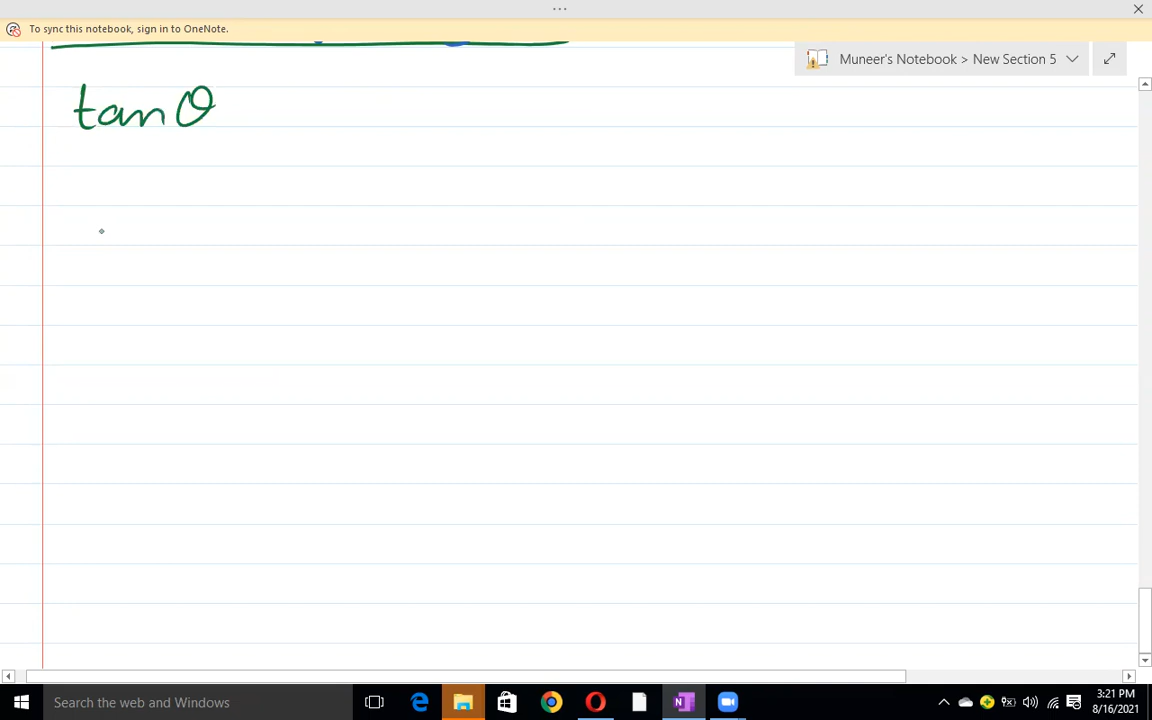 ...
To sync this notebook, sign in to OneNote.
Muneer's Notebook > New Section 5
tanθ
Search the web and Windows
3:21 PM
8/16/2021